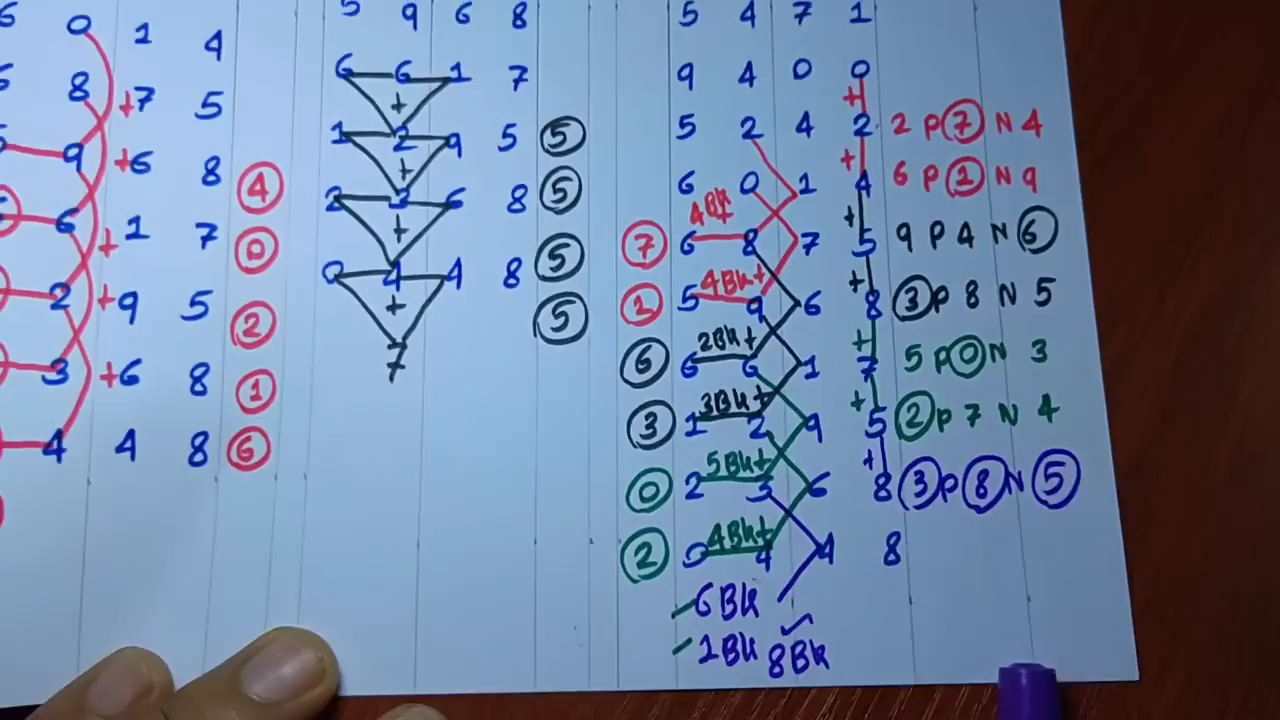 6 0 1 4
8 +7 5
9 +6 8 4
6 +1 7 0
2 +9 5 2
3 +6 8 1
4 4 8 6
5 9 6 8
6 6 1 7
+
1 2 9 5 5
+
2 3 6 8 5
+
0 4 4 8 5
+ 5
7
5 4 7 1
9 4 0 0
+
5 2 4 2 2 P 7 N 4
+
6 0 1 4 6 P 1 N 9
4Bk+ +
7 6 8 7 5 9 P 4 N 6
4Bk+ +
1 5 9 6 8 3 P 8 N 5
2Bk+ +
6 6 6 1 7 5 P 0 N 3
3Bk+ +
3 1 2 9 5 2 P 7 N 4
5Bk+ +
0 2 3 6 8 3 P 8 N 5
4Bk+
2 0 4 4 8
6Bk
1Bk 8Bk